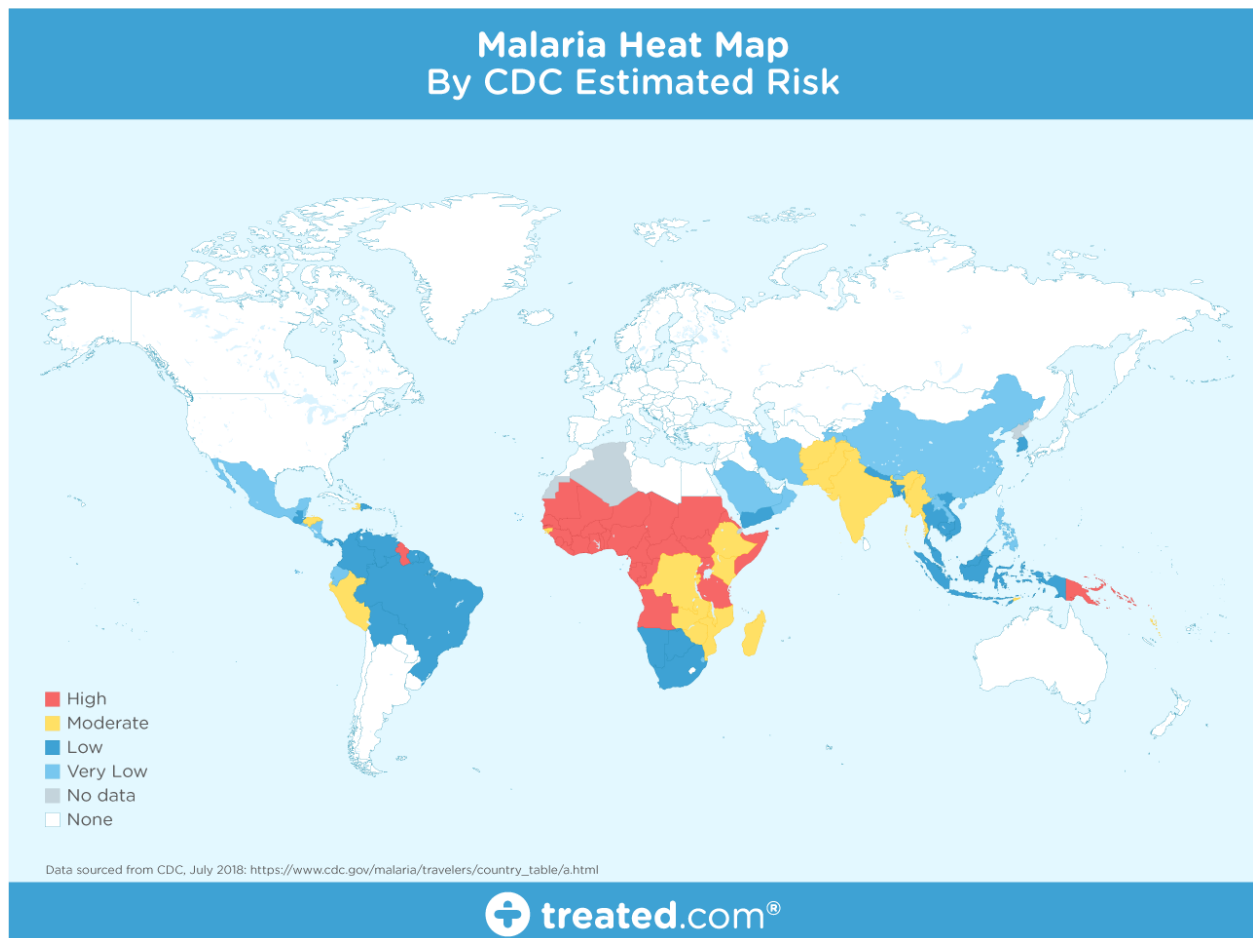 Malaria Heat Map
By CDC Estimated Risk
High
Moderate
Low
Very Low
No data
None
Data sourced from CDC, July 2018: https://www.cdc.gov/malaria/travelers/country_table/a.html
treated.com®